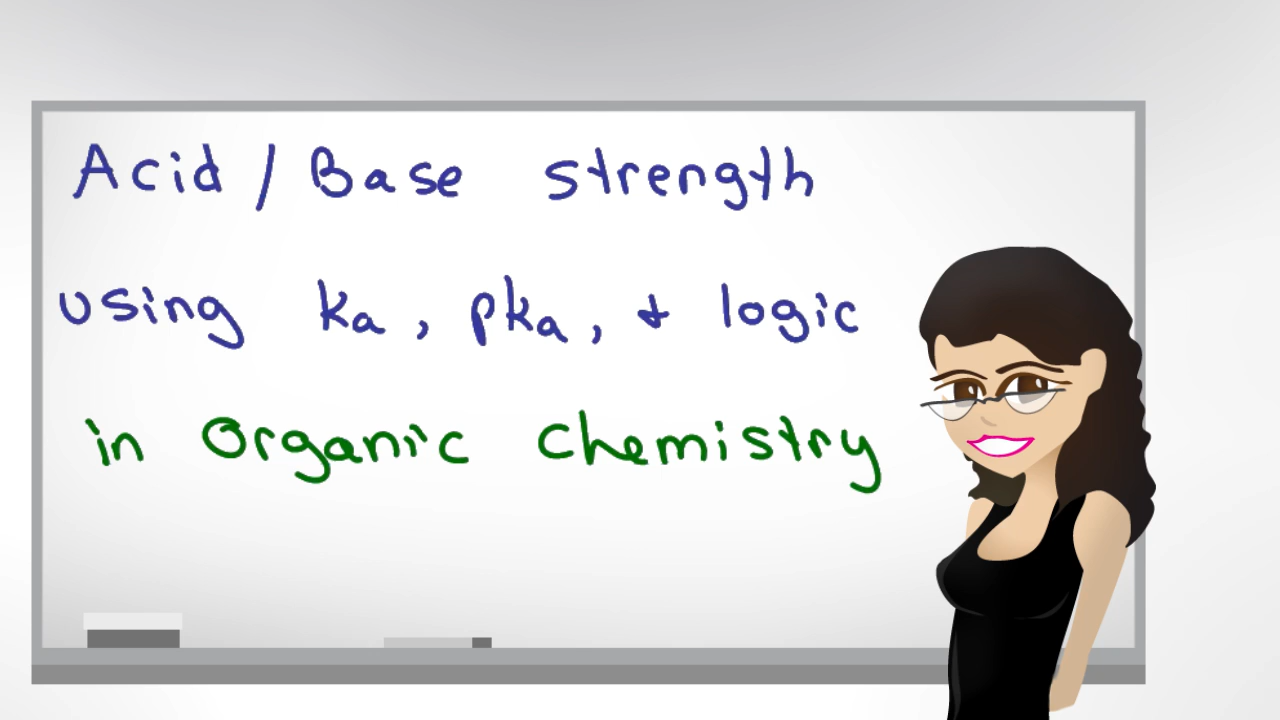 Acid / Base strength
using ka, pka, + logic
in Organic Chemistry